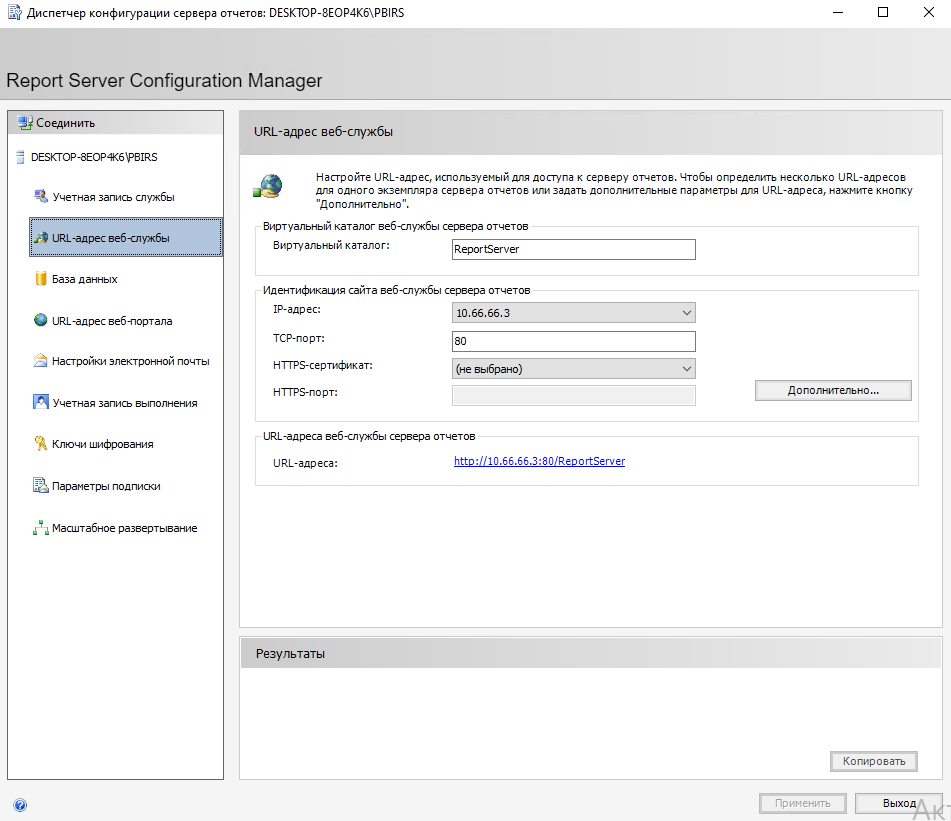 Диспетчер конфигурации сервера отчетов: DESKTOP-8EOP4K6\PBIRS
Report Server Configuration Manager
Соединить
DESKTOP-8EOP4K6\PBIRS
Учетная запись службы
URL-адрес веб-службы
База данных
URL-адрес веб-портала
Настройки электронной почты
Учетная запись выполнения
Ключи шифрования
Параметры подписки
Масштабное развертывание
URL-адрес веб-службы
Настройте URL-адрес, используемый для доступа к серверу отчетов. Чтобы определить несколько URL-адресов
для одного экземпляра сервера отчетов или задать дополнительные параметры для URL-адреса, нажмите кнопку
"Дополнительно".
Виртуальный каталог веб-службы сервера отчетов
Виртуальный каталог: ReportServer
Идентификация сайта веб-службы сервера отчетов
IP-адрес: 10.66.66.3
TCP-порт: 80
HTTPS-сертификат: (не выбрано)
HTTPS-порт: Дополнительно...
URL-адреса веб-службы сервера отчетов
URL-адреса: http://10.66.66.3:80/ReportServer
Результаты
Копировать
Применить Выход